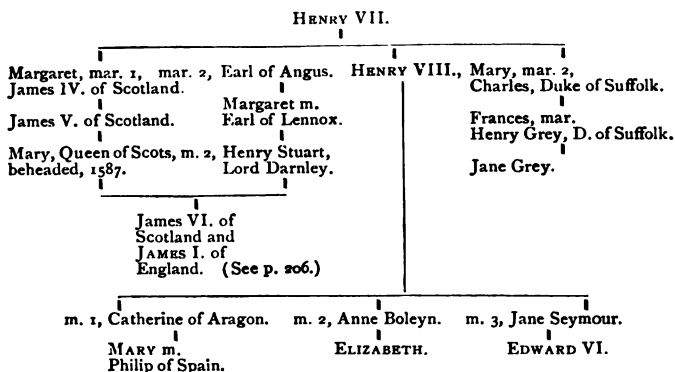 HENRY VII.
Margaret, mar. 1, mar. 2, Earl of Angus. HENRY VIII., Mary, mar. 2,
James IV. of Scotland. Charles, Duke of Suffolk.
Margaret m. Frances, mar.
James V. of Scotland. Earl of Lennox. Henry Grey, D. of Suffolk.
Mary, Queen of Scots, m. 2, Henry Stuart, Jane Grey.
beheaded, 1587. Lord Darnley.
James VI. of
Scotland and
JAMES I. of
England. (See p. 206.)
m. 1, Catherine of Aragon. m. 2, Anne Boleyn. m. 3, Jane Seymour.
MARY m. ELIZABETH. EDWARD VI.
Philip of Spain.